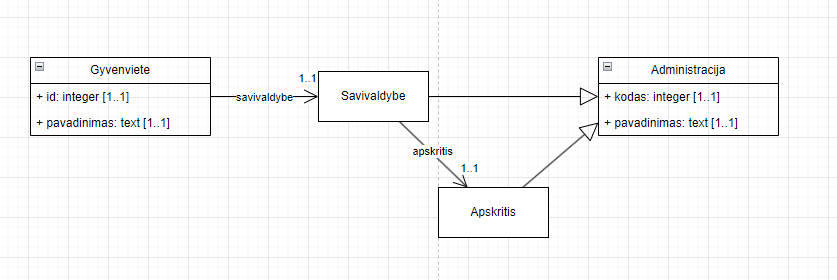 Gyvenviete
+ id: integer [1..1]
+ pavadinimas: text [1..1]
savivaldybe
1..1
Savivaldybe
Administracija
+ kodas: integer [1..1]
+ pavadinimas: text [1..1]
apskritis
1..1
Apskritis